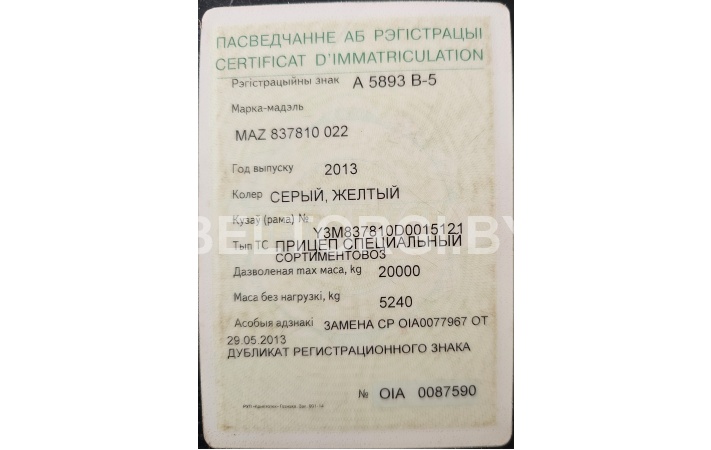 ПАСВЕДЧАННЕ АБ РЭГІСТРАЦЫІ
CERTIFICAT D'IMMATRICULATION
Рэгістрацыйны знак А 5893 В-5
Марка-мадэль
MAZ 837810 022
Год выпуску 2013
Колер СЕРЫЙ, ЖЕЛТЫЙ
Кузаў (рама) № Y3M837810D0015121
Тып ТС ПРИЦЕП СПЕЦИАЛЬНЫЙ
СОРТИМЕНТОВОЗ
Дазволеная max маса, kg 20000
Маса без нагрузкі, kg 5240
Асобыя адзнакі ЗАМЕНА СР OIA0077967 ОТ
29.05.2013
ДУБЛИКАТ РЕГИСТРАЦИОННОГО ЗНАКА
№ OIA 0087590
BELTORGI.BY